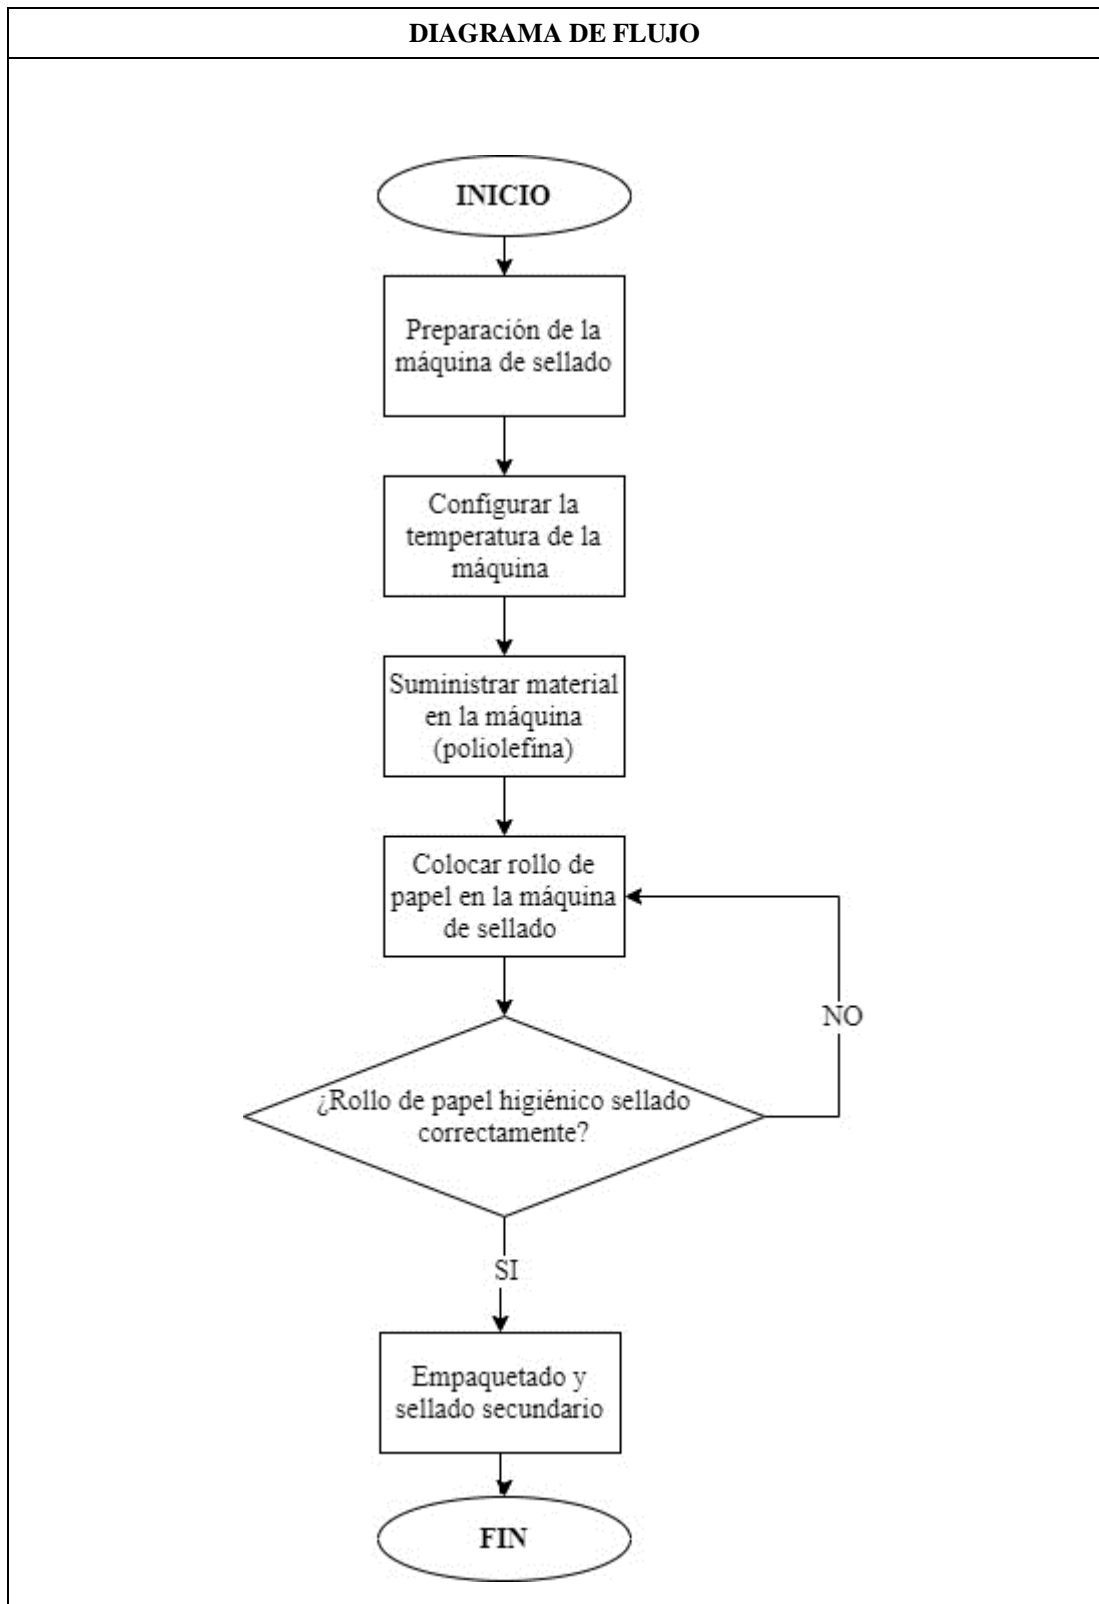 DIAGRAMA DE FLUJO
INICIO
Preparación de la
máquina de sellado
Configurar la
temperatura de la
máquina
Suministrar material
en la máquina
(poliolefina)
Colocar rollo de
papel en la máquina
de sellado
NO
¿Rollo de papel higiénico sellado
correctamente?
SI
Empaquetado y
sellado secundario
FIN